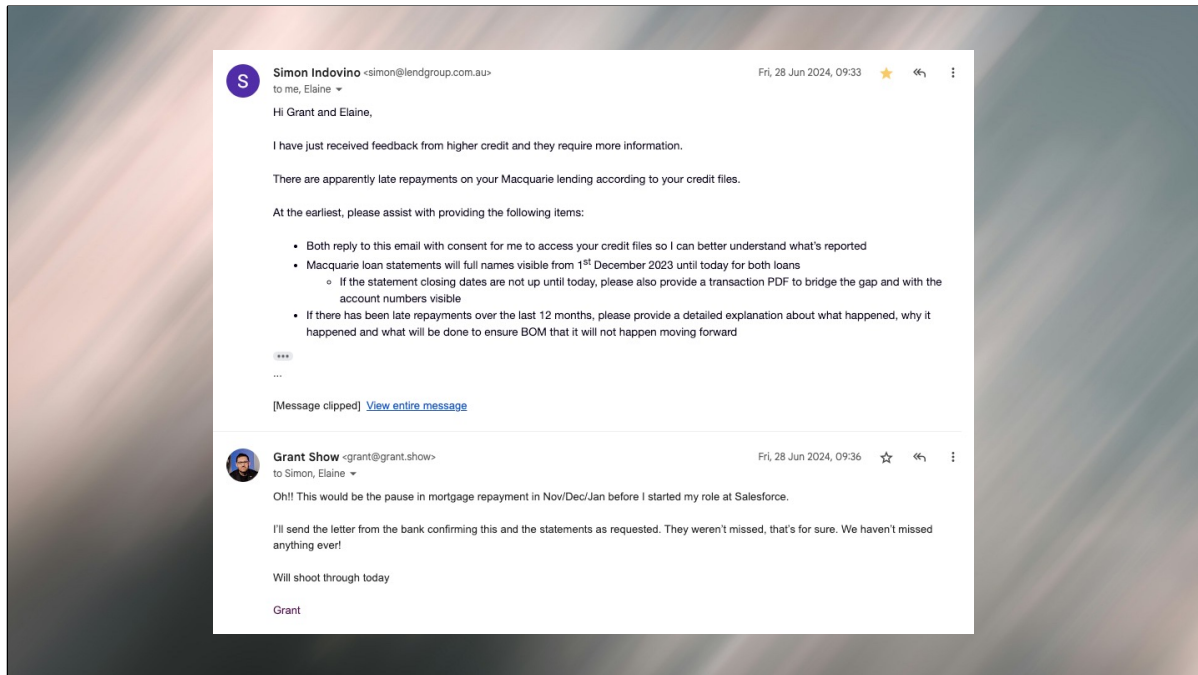 S
Simon Indovino <simon@lendgroup.com.au>
Fri, 28 Jun 2024, 09:33
to me, Elaine
Hi Grant and Elaine,
I have just received feedback from higher credit and they require more information.
There are apparently late repayments on your Macquarie lending according to your credit files.
At the earliest, please assist with providing the following items:
• Both reply to this email with consent for me to access your credit files so I can better understand what's reported
• Macquarie loan statements will full names visible from 1st December 2023 until today for both loans
◦ If the statement closing dates are not up until today, please also provide a transaction PDF to bridge the gap and with the
account numbers visible
• If there has been late repayments over the last 12 months, please provide a detailed explanation about what happened, why it
happened and what will be done to ensure BOM that it will not happen moving forward
•••
...
[Message clipped] View entire message
Grant Show <grant@grant.show>
Fri, 28 Jun 2024, 09:36
to Simon, Elaine
Oh!! This would be the pause in mortgage repayment in Nov/Dec/Jan before I started my role at Salesforce.
I'll send the letter from the bank confirming this and the statements as requested. They weren't missed, that's for sure. We haven't missed
anything ever!
Will shoot through today
Grant